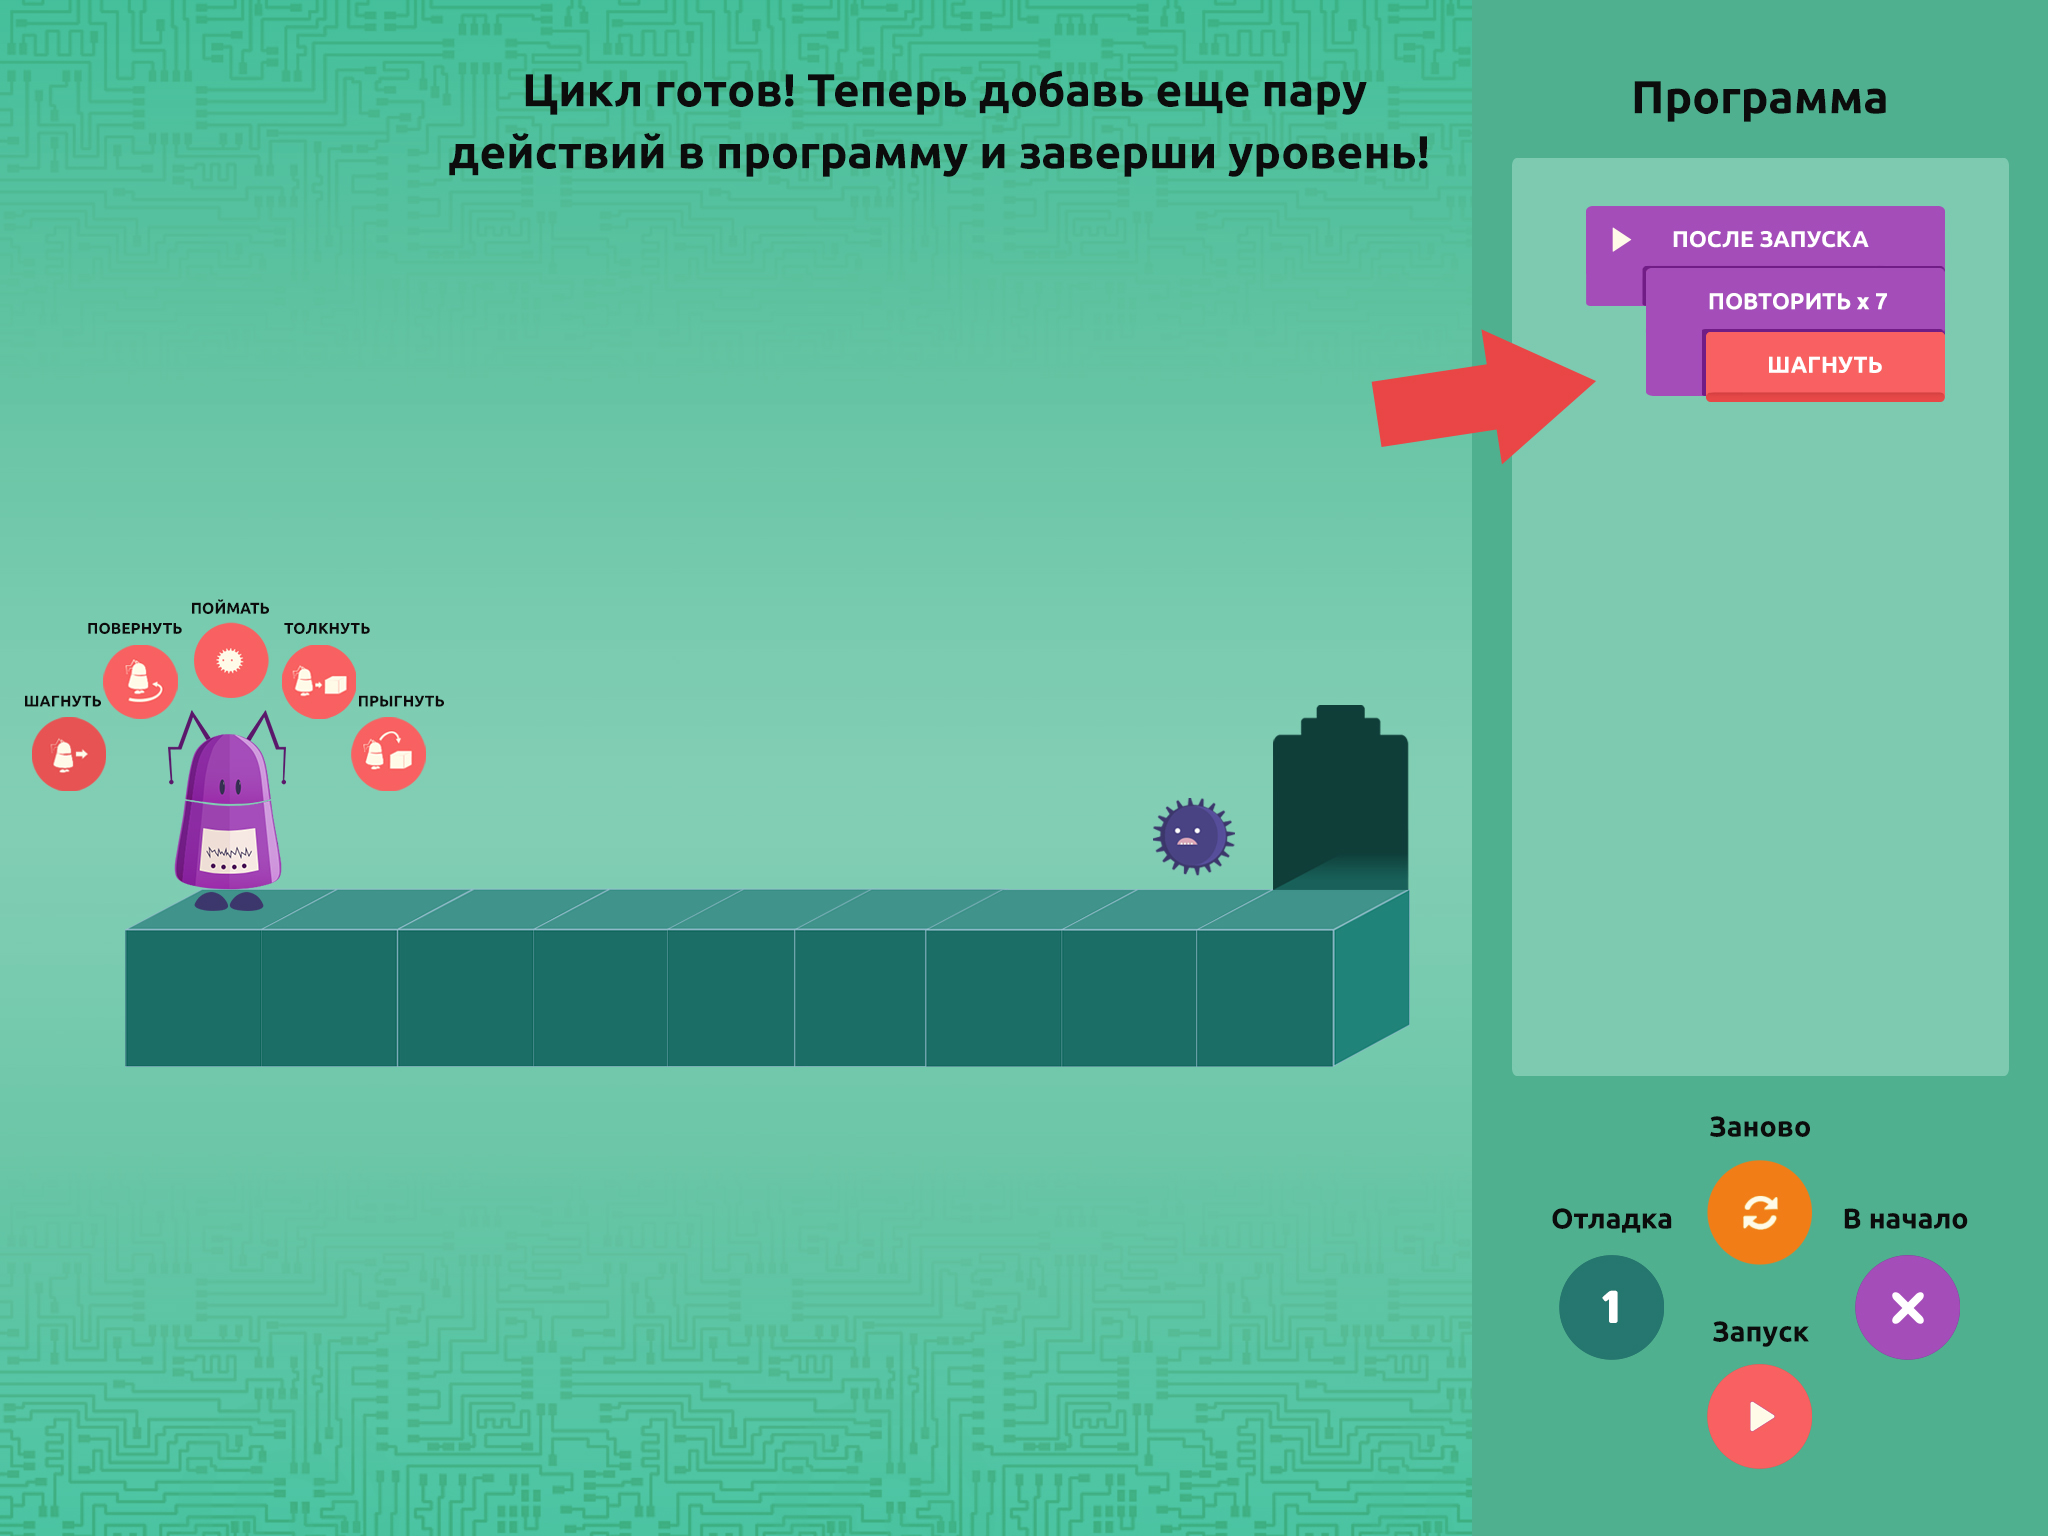 Цикл готов! Теперь добавь еще пару
действий в программу и заверши уровень!
ПОЙМАТЬ
ПОВЕРНУТЬ
ТОЛКНУТЬ
ШАГНУТЬ
ПРЫГНУТЬ
Программа
ПОСЛЕ ЗАПУСКА
ПОВТОРИТЬ x 7
ШАГНУТЬ
Заново
Отладка
В начало
1
Запуск